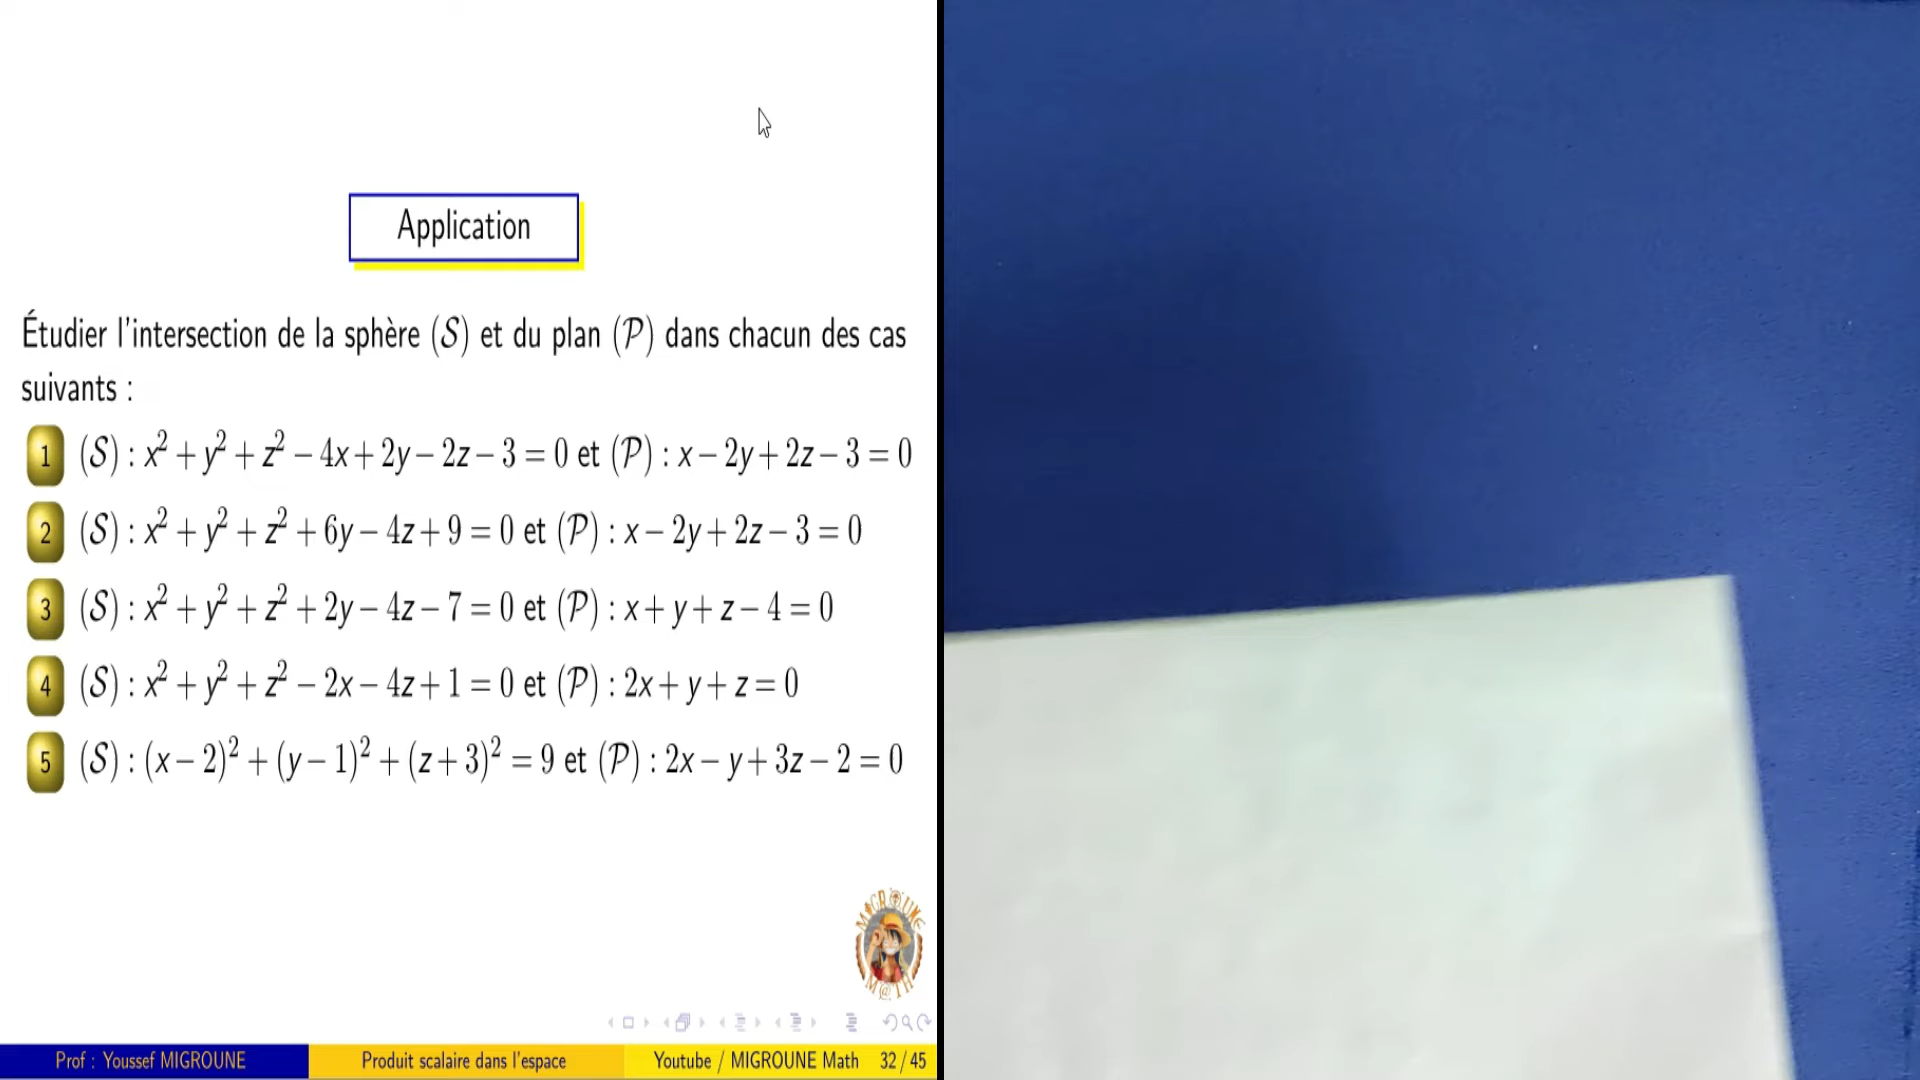 Application
Étudier l'intersection de la sphère (𝒮) et du plan (𝒫) dans chacun des cas
suivants :
1 (𝒮) : x² + y² + z² − 4x + 2y − 2z − 3 = 0 et (𝒫) : x − 2y + 2z − 3 = 0
2 (𝒮) : x² + y² + z² + 6y − 4z + 9 = 0 et (𝒫) : x − 2y + 2z − 3 = 0
3 (𝒮) : x² + y² + z² + 2y − 4z − 7 = 0 et (𝒫) : x + y + z − 4 = 0
4 (𝒮) : x² + y² + z² − 2x − 4z + 1 = 0 et (𝒫) : 2x + y + z = 0
5 (𝒮) : (x − 2)² + (y − 1)² + (z + 3)² = 9 et (𝒫) : 2x − y + 3z − 2 = 0
MIGROUNE
M@TH
Prof : Youssef MIGROUNE Produit scalaire dans l'espace Youtube / MIGROUNE Math 32 / 45